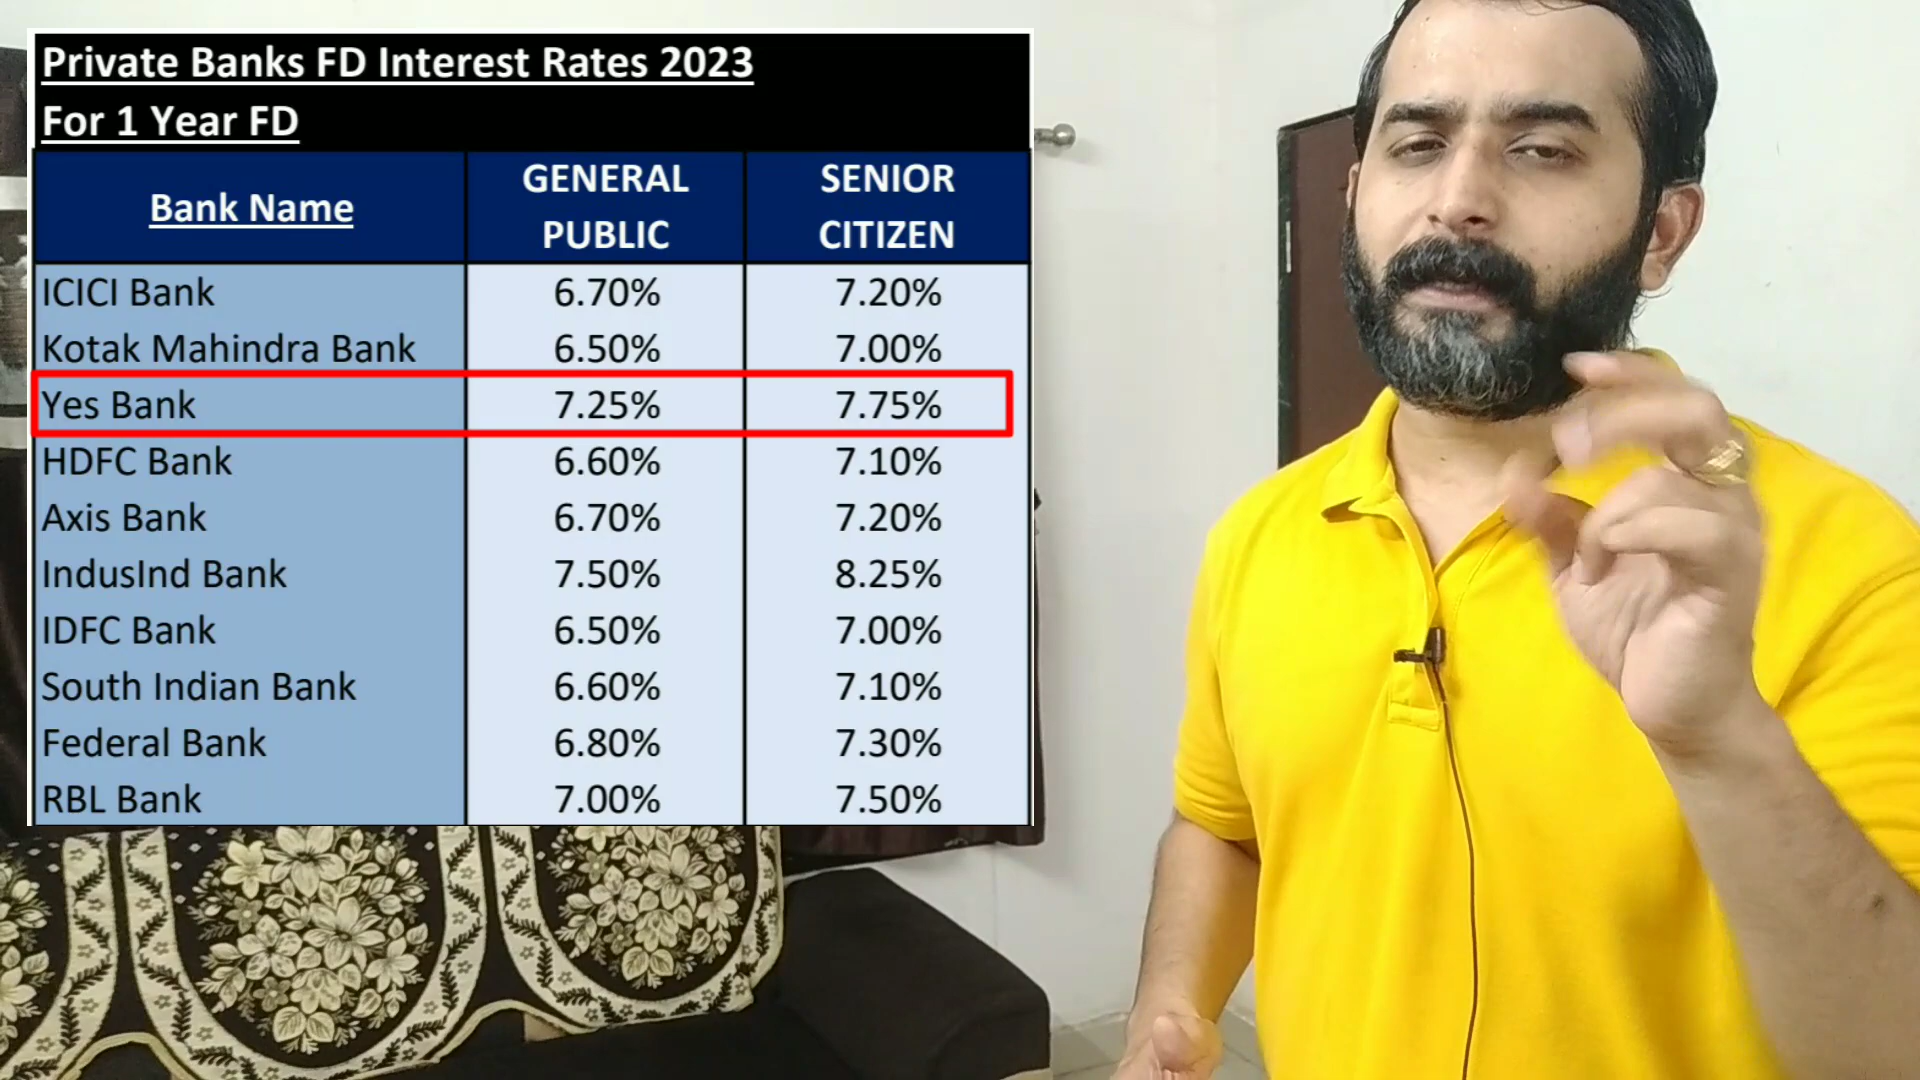 Private Banks FD Interest Rates 2023
For 1 Year FD
Bank Name GENERAL PUBLIC SENIOR CITIZEN
ICICI Bank 6.70% 7.20%
Kotak Mahindra Bank 6.50% 7.00%
Yes Bank 7.25% 7.75%
HDFC Bank 6.60% 7.10%
Axis Bank 6.70% 7.20%
IndusInd Bank 7.50% 8.25%
IDFC Bank 6.50% 7.00%
South Indian Bank 6.60% 7.10%
Federal Bank 6.80% 7.30%
RBL Bank 7.00% 7.50%